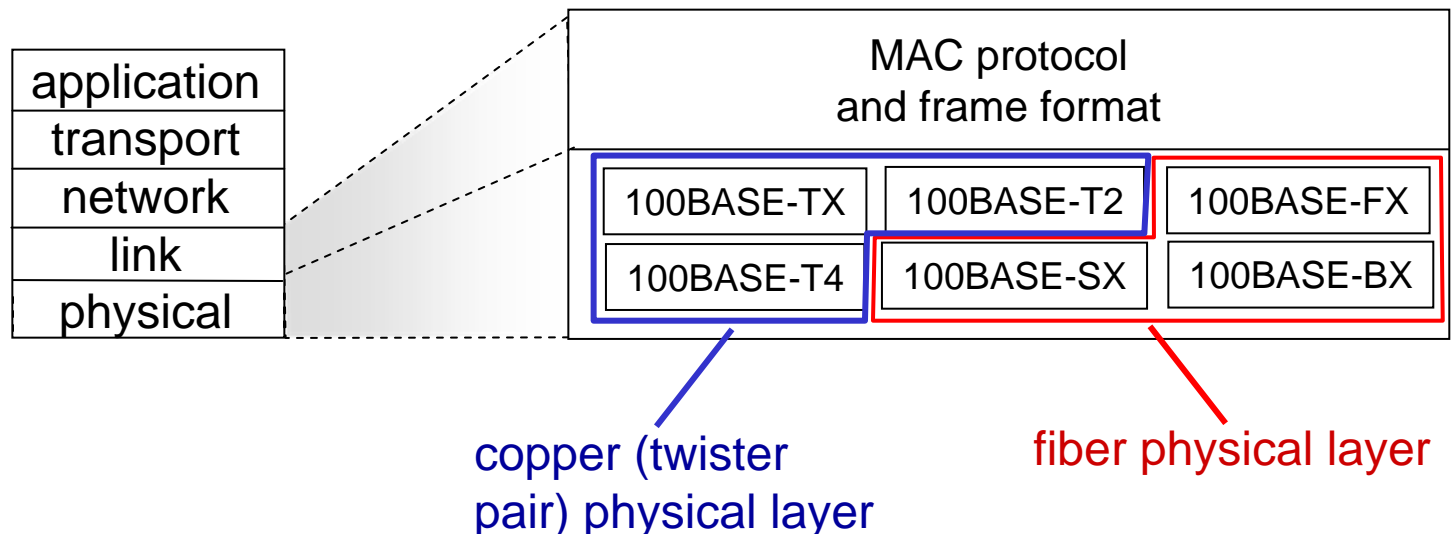 application
transport
network
link
physical
MAC protocol
and frame format
100BASE-TX
100BASE-T2
100BASE-FX
100BASE-T4
100BASE-SX
100BASE-BX
copper (twister
pair) physical layer
fiber physical layer